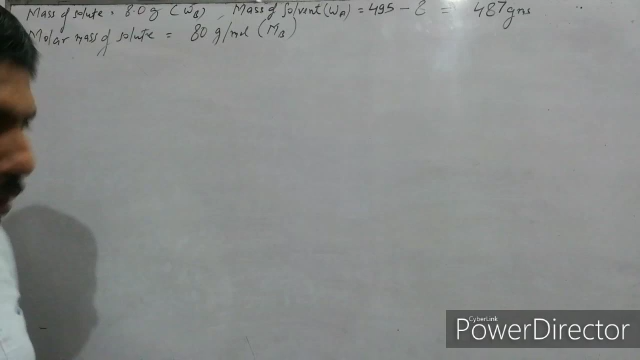 Mass of solute = 8.0 g (WB), Mass of solvent (WA) = 495 - 8 = 487 gms
Molar mass of solute = 80 g/mol (MB)
CyberLink
PowerDirector